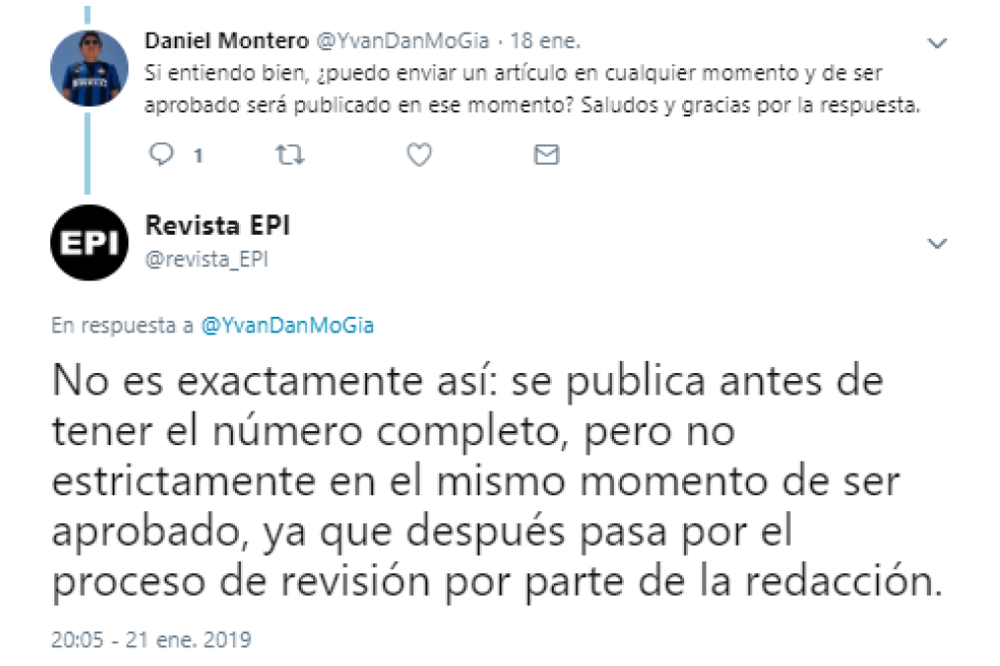 Daniel Montero @YvanDanMoGia · 18 ene.
Si entiendo bien, ¿puedo enviar un artículo en cualquier momento y de ser
aprobado será publicado en ese momento? Saludos y gracias por la respuesta.
1
EPI
Revista EPI
@revista_EPI
En respuesta a @YvanDanMoGia
No es exactamente así: se publica antes de
tener el número completo, pero no
estrictamente en el mismo momento de ser
aprobado, ya que después pasa por el
proceso de revisión por parte de la redacción.
20:05 - 21 ene. 2019